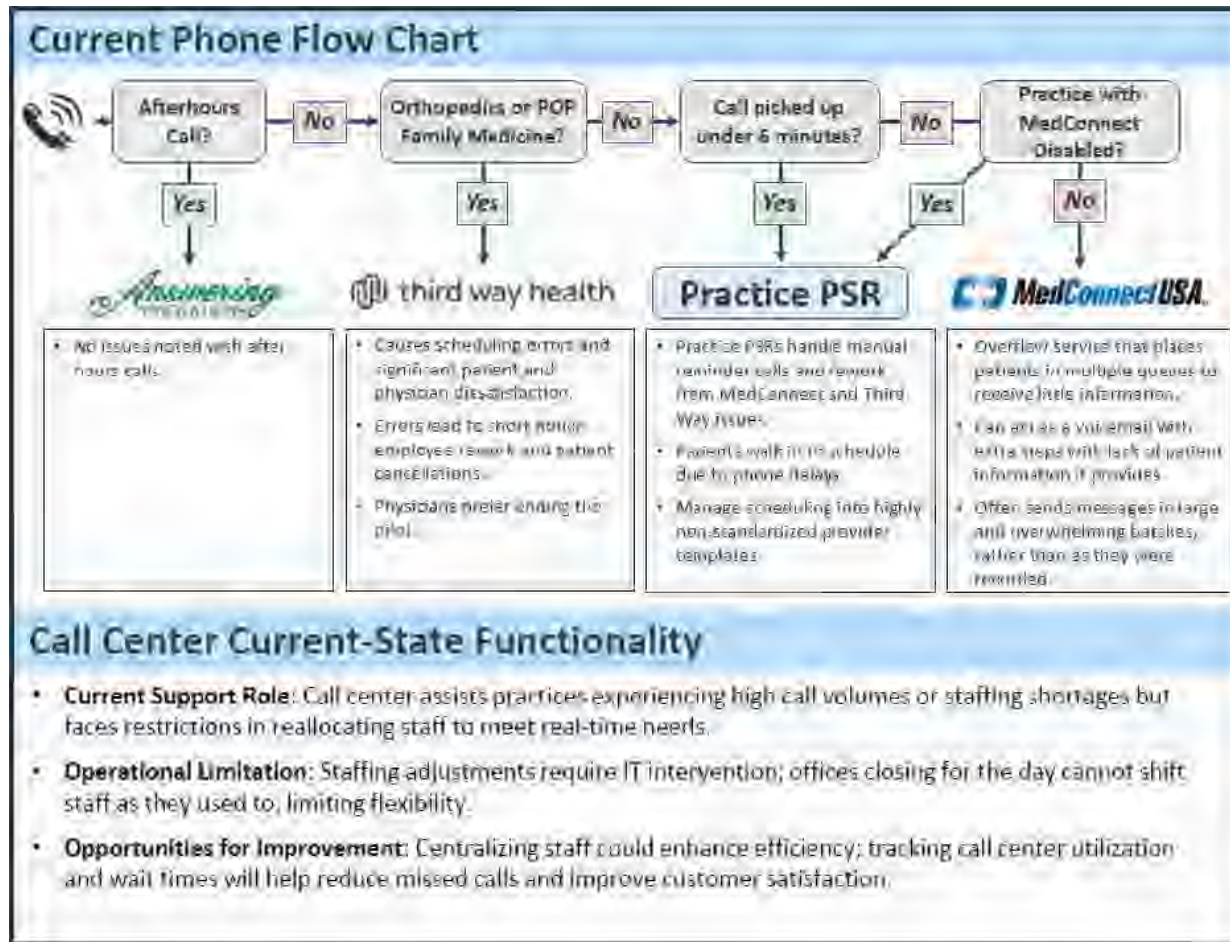 Current Phone Flow Chart
Afterhours
Call?
No
Orthopedics or POP
Family Medicine?
No
Call picked up
under 6 minutes?
No
Practice with
MedConnect
Disabled?
Yes
Yes
Yes
Yes
No
Answering
third way health
Practice PSR
MedConnectUSA
• No issues noted with after
hours calls.
• Causes scheduling errors and
significant patient and
physician dissatisfaction.
• Errors lead to short notice
employee rework and patient
cancellations.
• Physicians prefer ending the
pilot.
• Practice PSRs handle manual
reminder calls and rework
from MedConnect and Third
Way issues.
• Patients walk in to schedule
due to phone delays
• Manage scheduling into highly
non-standardized provider
templates
• Overflow service that places
patients in multiple queues to
receive little information.
• Can act as a voicemail with
extra steps with lack of patient
information it provides.
• Often sends messages in large
and overwhelming batches,
rather than as they were
Call Center Current-State Functionality
• Current Support Role: Call center assists practices experiencing high call volumes or staffing shortages but
faces restrictions in reallocating staff to meet real-time needs.
• Operational Limitation: Staffing adjustments require IT intervention; offices closing for the day cannot shift
staff as they used to, limiting flexibility.
• Opportunities for Improvement: Centralizing staff could enhance efficiency; tracking call center utilization
and wait times will help reduce missed calls and improve customer satisfaction.